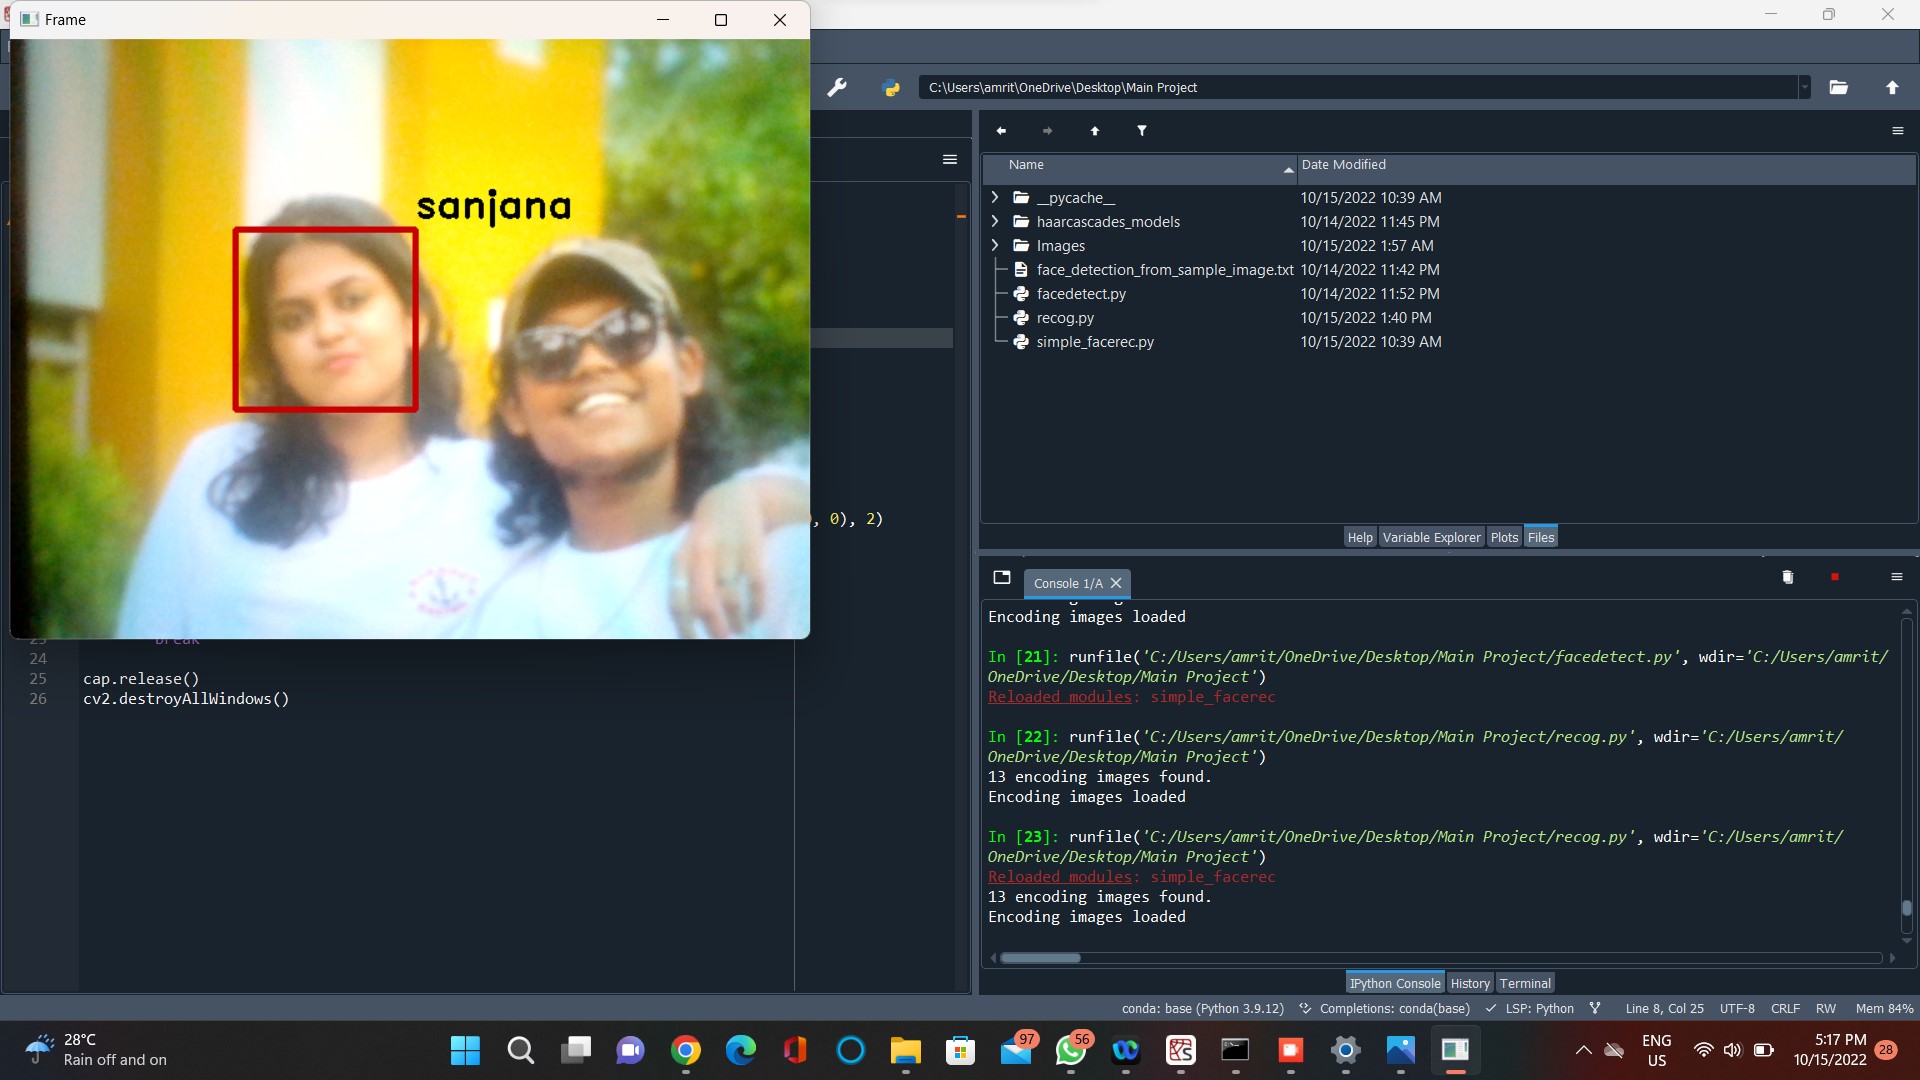 Frame
sanjana
C:\Users\amrit\OneDrive\Desktop\Main Project
Name Date Modified
__pycache__ 10/15/2022 10:39 AM
haarcascades_models 10/14/2022 11:45 PM
Images 10/15/2022 1:57 AM
face_detection_from_sample_image.txt 10/14/2022 11:42 PM
facedetect.py 10/14/2022 11:52 PM
recog.py 10/15/2022 1:40 PM
simple_facerec.py 10/15/2022 10:39 AM
, 0), 2)
Help Variable Explorer Plots Files
23 break
24
25 cap.release()
26 cv2.destroyAllWindows()
Console 1/A
Encoding images loaded
In [21]: runfile('C:/Users/amrit/OneDrive/Desktop/Main Project/facedetect.py', wdir='C:/Users/amrit/
OneDrive/Desktop/Main Project')
Reloaded modules: simple_facerec
In [22]: runfile('C:/Users/amrit/OneDrive/Desktop/Main Project/recog.py', wdir='C:/Users/amrit/
OneDrive/Desktop/Main Project')
13 encoding images found.
Encoding images loaded
In [23]: runfile('C:/Users/amrit/OneDrive/Desktop/Main Project/recog.py', wdir='C:/Users/amrit/
OneDrive/Desktop/Main Project')
Reloaded modules: simple_facerec
13 encoding images found.
Encoding images loaded
IPython Console History Terminal
conda: base (Python 3.9.12) Completions: conda(base) LSP: Python Line 8, Col 25 UTF-8 CRLF RW Mem 84%
28°C
Rain off and on
97
56
ENG
US
5:17 PM
10/15/2022
28